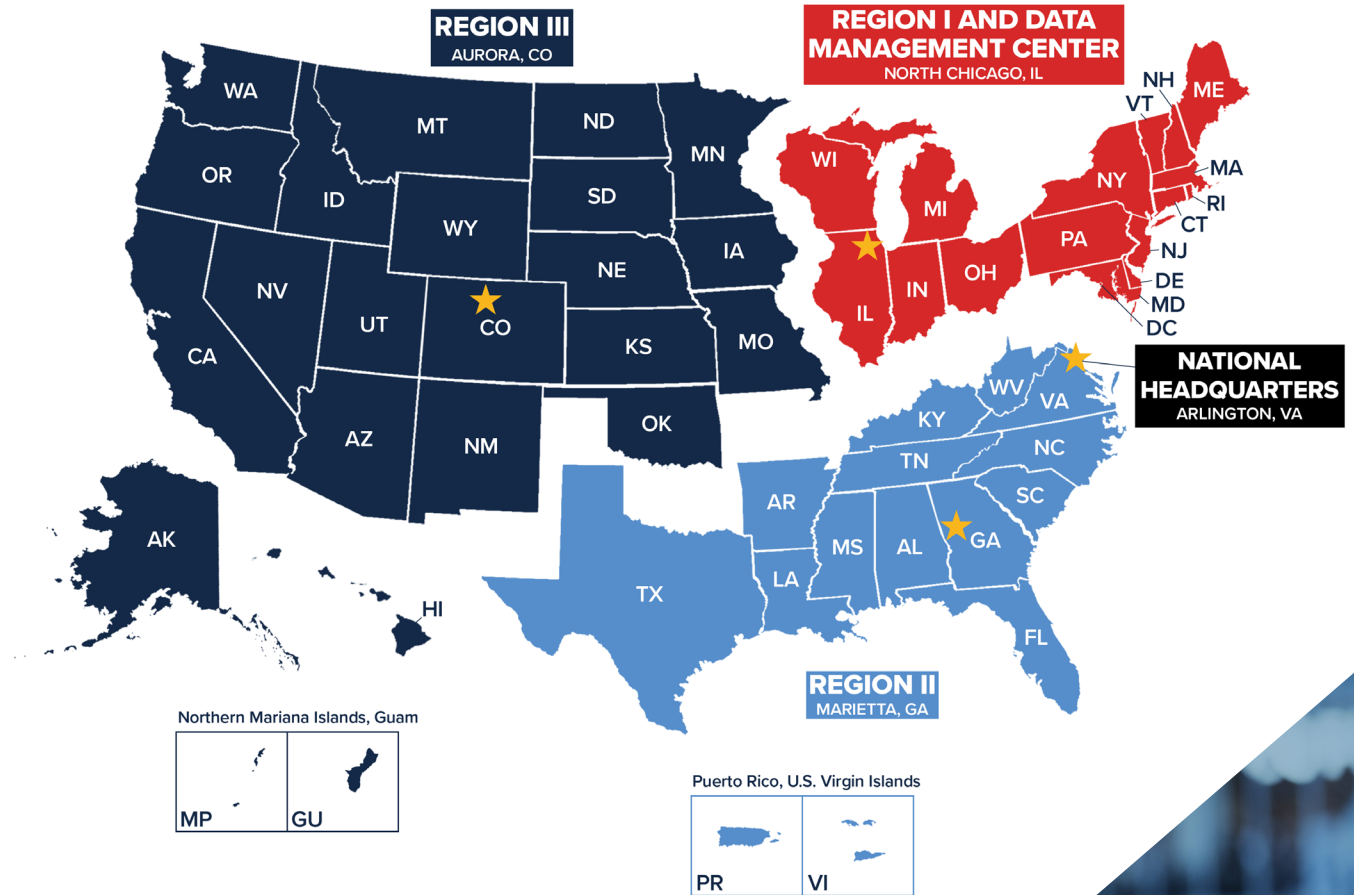 REGION III
AURORA, CO
REGION I AND DATA
MANAGEMENT CENTER
NORTH CHICAGO, IL
WA
OR
ID
MT
WY
ND
SD
NE
MN
IA
NV
UT
CO
KS
MO
CA
AZ
NM
OK
AK
HI
WI
MI
IL
IN
OH
NY
PA
VT
NH
ME
MA
RI
CT
NJ
DE
MD
DC
NATIONAL
HEADQUARTERS
ARLINGTON, VA
WV
VA
KY
TN
NC
SC
AR
MS
AL
GA
LA
TX
FL
REGION II
MARIETTA, GA
Northern Mariana Islands, Guam
MP
GU
Puerto Rico, U.S. Virgin Islands
PR
VI